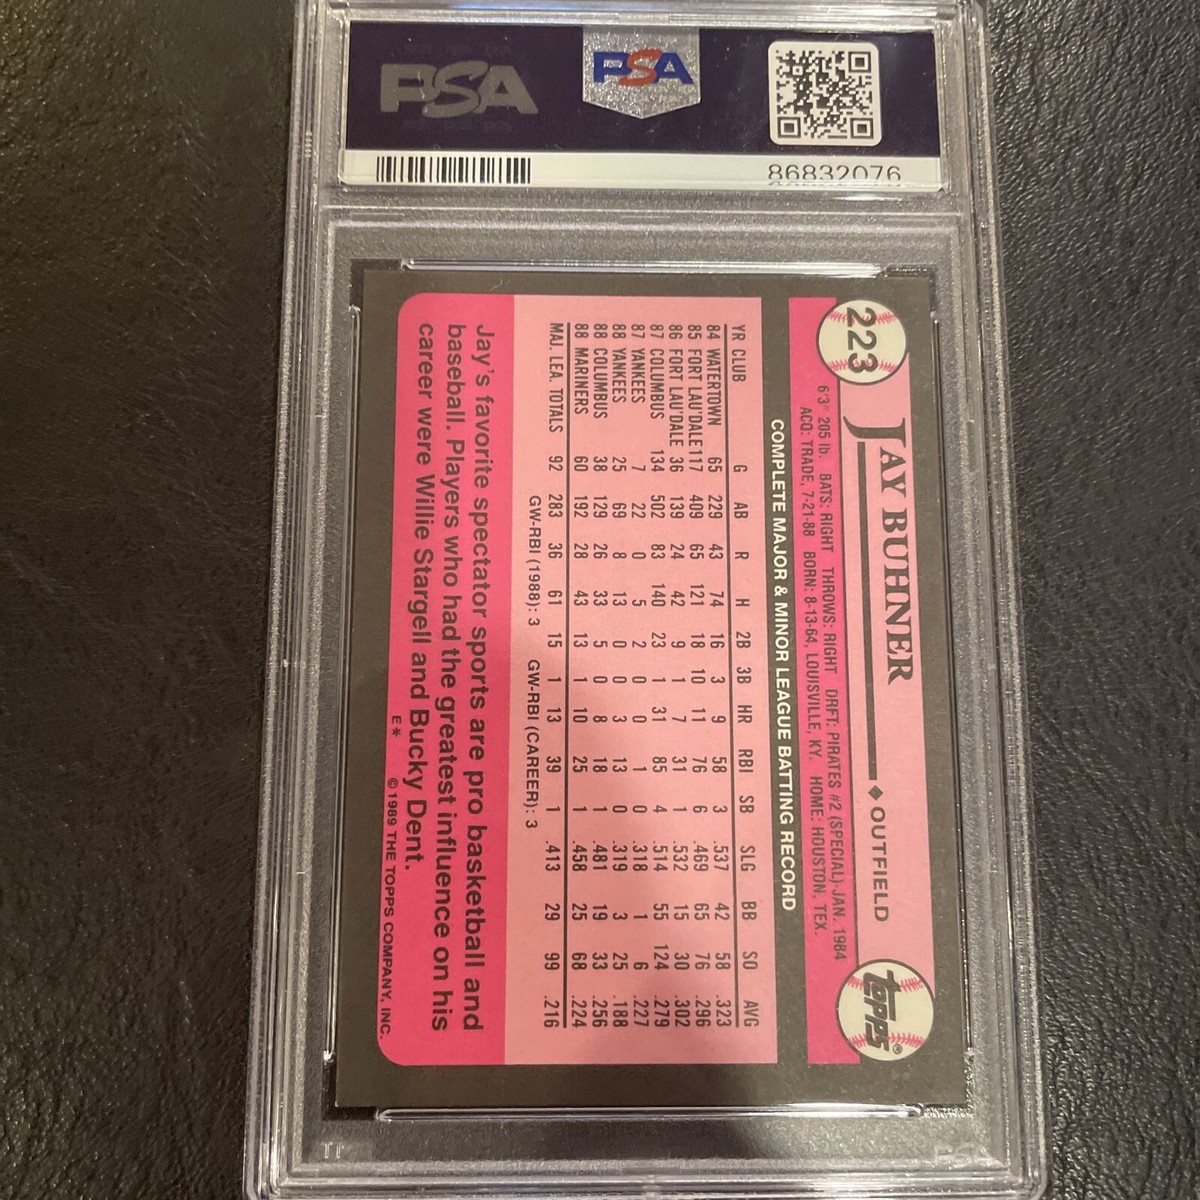 PSA
PSA
86832076
223
JAY BUHNER ◆ OUTFIELD
TOPPS®
6'3" 205 lb. BATS: RIGHT THROWS: RIGHT DRFT: PIRATES #2 (SPECIAL)-JAN. 1984
ACQ: TRADE, 7-21-88 BORN: 8-13-64, LOUISVILLE, KY. HOME: HOUSTON, TEX.
COMPLETE MAJOR & MINOR LEAGUE BATTING RECORD
YR CLUB G AB R H 2B 3B HR RBI SB SLG BB SO AVG
84 WATERTOWN 65 229 43 74 16 3 9 58 3 .537 42 58 .323
85 FORT LAU'DALE 117 409 65 121 18 10 11 76 6 .469 65 76 .296
86 FORT LAU'DALE 36 139 24 42 9 1 7 31 1 .532 15 30 .302
87 COLUMBUS 134 502 83 140 23 1 31 85 4 .514 55 124 .279
87 YANKEES 7 22 0 5 2 0 0 1 0 .318 1 6 .227
88 YANKEES 25 69 8 13 0 0 3 13 0 .319 3 25 .188
88 COLUMBUS 38 129 26 33 5 0 8 18 1 .481 19 33 .256
88 MARINERS 60 192 28 43 13 1 10 25 1 .458 25 68 .224
MAJ. LEA. TOTALS 92 283 36 61 15 1 13 39 1 .413 29 99 .216
GW-RBI (1988): 3 GW-RBI (CAREER): 3
Jay's favorite spectator sports are pro basketball and
baseball. Players who had the greatest influence on his
career were Willie Stargell and Bucky Dent.
E* © 1989 THE TOPPS COMPANY, INC.